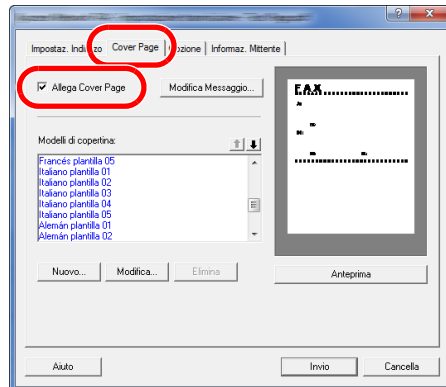 Impostaz. Indirizzo Cover Page Opzione Informaz. Mittente
Allega Cover Page
Modifica Messaggio...
FAX
Modelli di copertina:
Francés plantilla 05
Italiano plantilla 01
Italiano plantilla 02
Italiano plantilla 03
Italiano plantilla 04
Italiano plantilla 05
Alemán plantilla 01
Alemán plantilla 02
Nuovo... Modifica... Elimina
Anteprima
Aiuto Invio Cancella